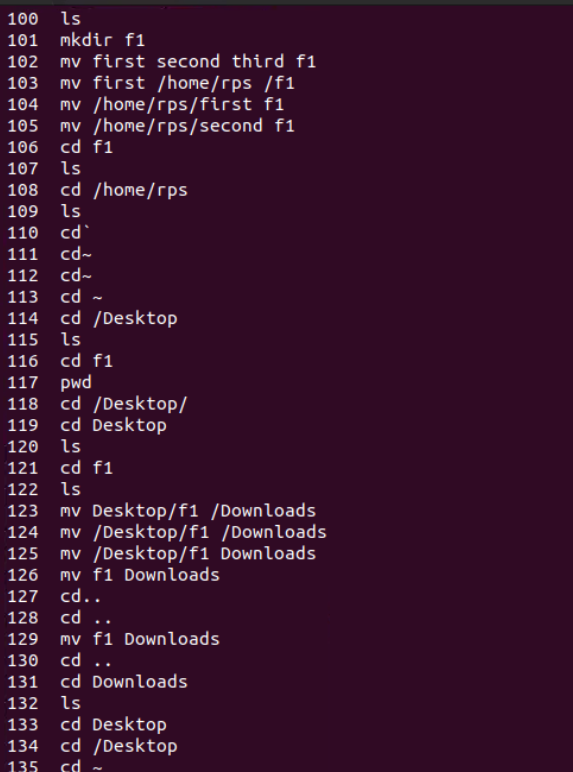 100 ls
101 mkdir f1
102 mv first second third f1
103 mv first /home/rps /f1
104 mv /home/rps/first f1
105 mv /home/rps/second f1
106 cd f1
107 ls
108 cd /home/rps
109 ls
110 cd`
111 cd~
112 cd~
113 cd ~
114 cd /Desktop
115 ls
116 cd f1
117 pwd
118 cd /Desktop/
119 cd Desktop
120 ls
121 cd f1
122 ls
123 mv Desktop/f1 /Downloads
124 mv /Desktop/f1 /Downloads
125 mv /Desktop/f1 Downloads
126 mv f1 Downloads
127 cd..
128 cd ..
129 mv f1 Downloads
130 cd ..
131 cd Downloads
132 ls
133 cd Desktop
134 cd /Desktop
135 cd ~